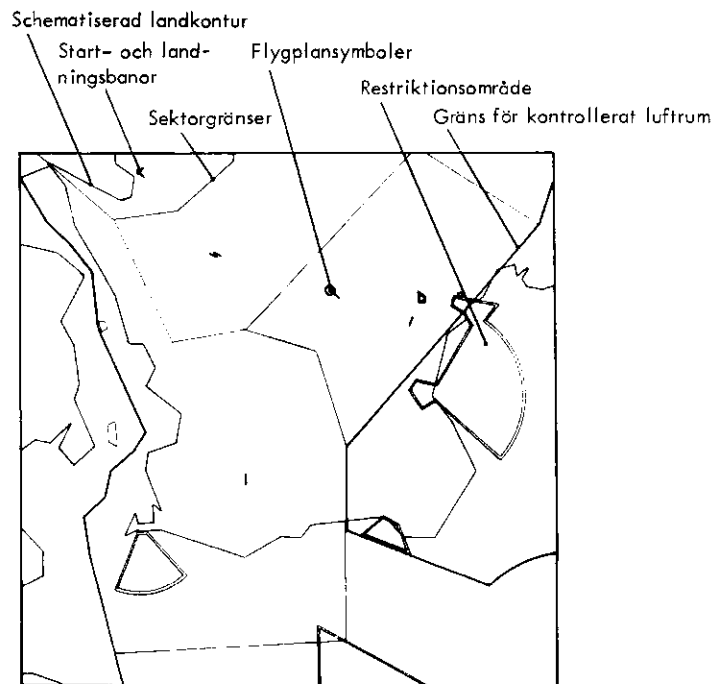 Schematiserad landkontur
Start- och land-
ningsbanor
Flygplansymboler
Restriktionsområde
Sektorgränser
Gräns för kontrollerat luftrum